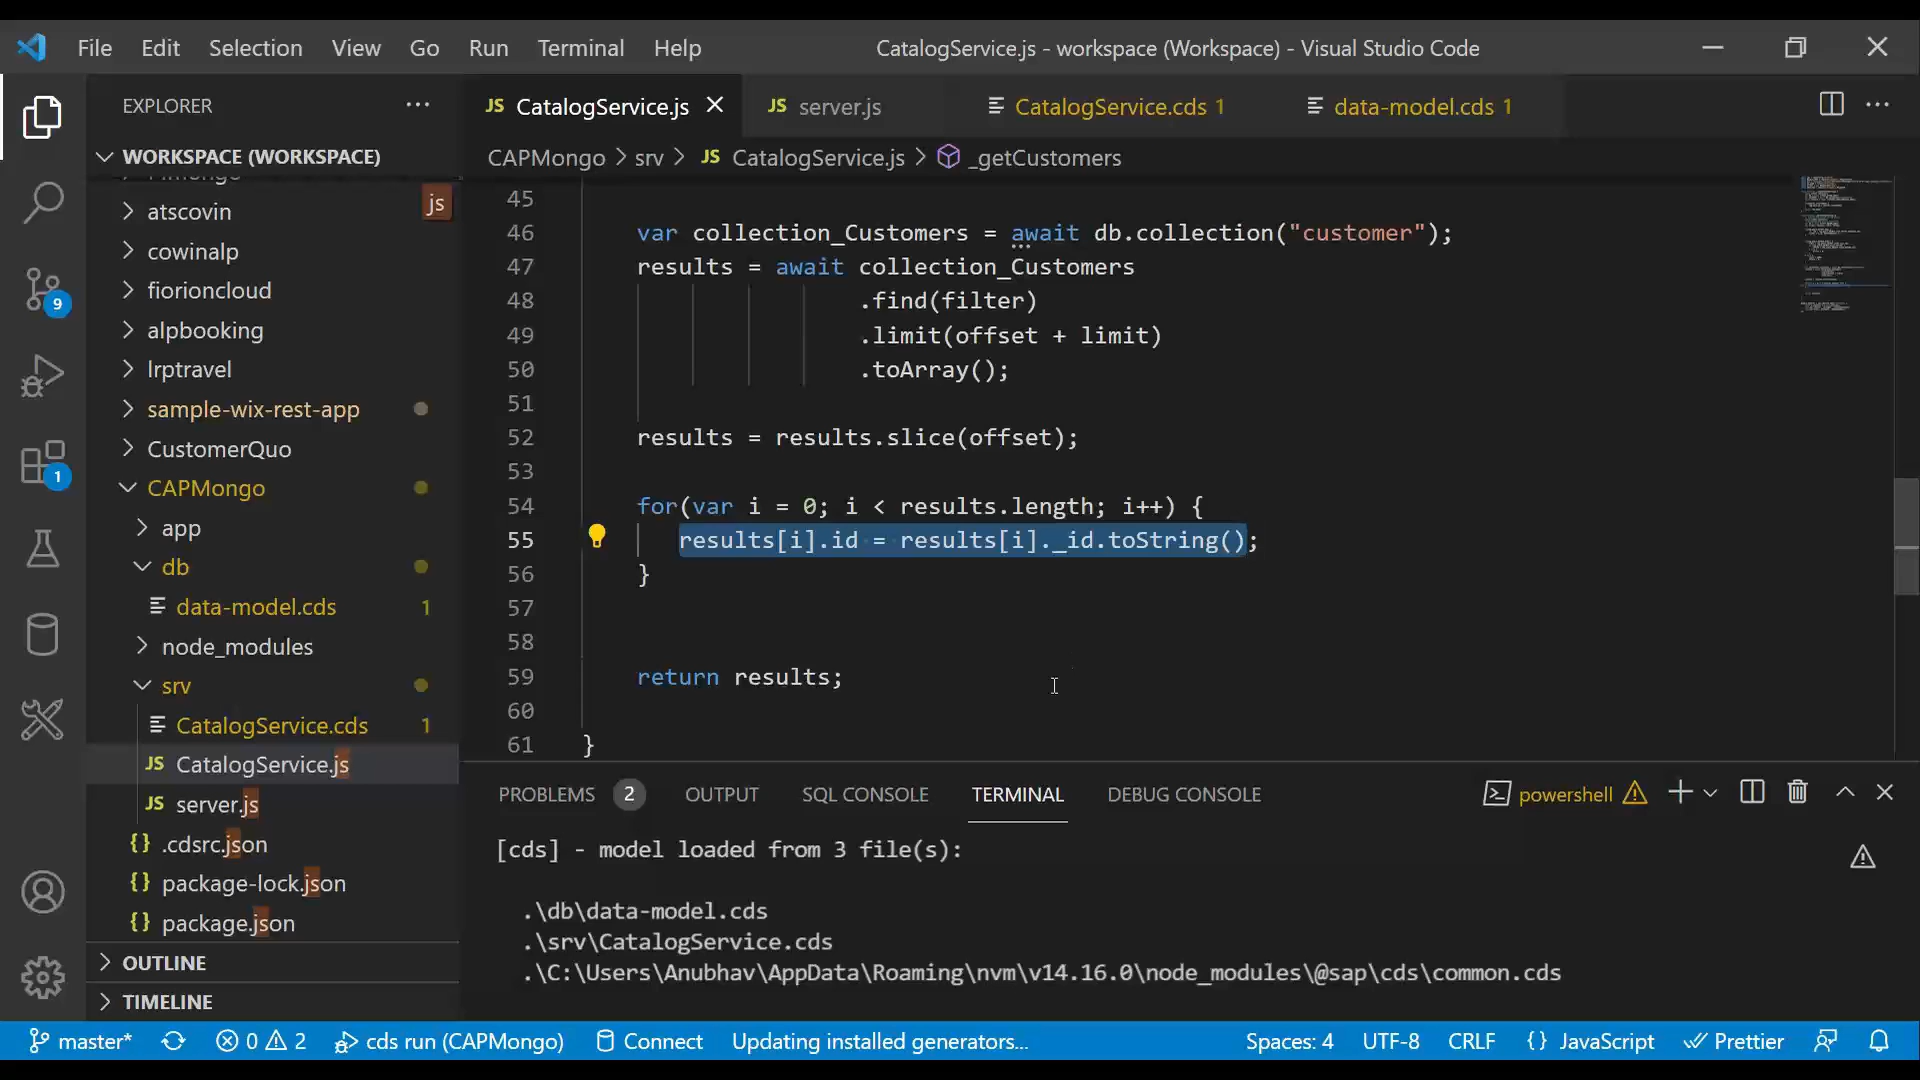 File Edit Selection View Go Run Terminal Help CatalogService.js - workspace (Workspace) - Visual Studio Code
EXPLORER
WORKSPACE (WORKSPACE)
js
atscovin
cowinalp
fiorioncloud
alpbooking
lrptravel
sample-wix-rest-app
CustomerQuo
CAPMongo
app
db
data-model.cds 1
node_modules
srv
CatalogService.cds 1
JS CatalogService.js
JS server.js
{} .cdsrc.json
{} package-lock.json
{} package.json
OUTLINE
TIMELINE
9
1
JS CatalogService.js JS server.js CatalogService.cds 1 data-model.cds 1
CAPMongo > srv > JS CatalogService.js > _getCustomers
45
46 var collection_Customers = await db.collection("customer");
47 results = await collection_Customers
48 .find(filter)
49 .limit(offset + limit)
50 .toArray();
51
52 results = results.slice(offset);
53
54 for(var i = 0; i < results.length; i++) {
55 results[i].id = results[i]._id.toString();
56 }
57
58
59 return results;
60
61 }
PROBLEMS 2 OUTPUT SQL CONSOLE TERMINAL DEBUG CONSOLE powershell
[cds] - model loaded from 3 file(s):
.\db\data-model.cds
.\srv\CatalogService.cds
.\C:\Users\Anubhav\AppData\Roaming\nvm\v14.16.0\node_modules\@sap\cds\common.cds
master* 0 2 cds run (CAPMongo) Connect Updating installed generators... Spaces: 4 UTF-8 CRLF {} JavaScript Prettier